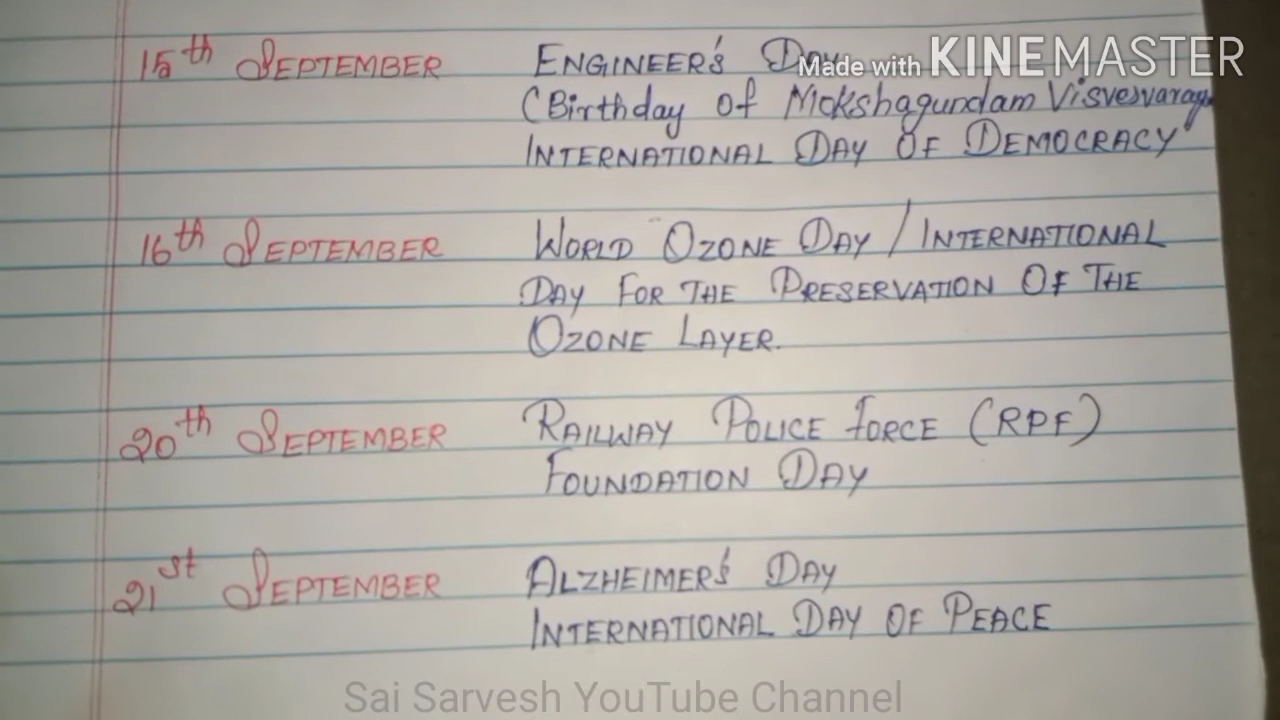 15th SEPTEMBER ENGINEER'S DAY
Made with KINEMASTER
(Birthday of Mokshagundam Visvesvaraya
INTERNATIONAL DAY OF DEMOCRACY
16th SEPTEMBER WORLD OZONE DAY / INTERNATIONAL
DAY FOR THE PRESERVATION OF THE
OZONE LAYER.
20th SEPTEMBER RAILWAY POLICE FORCE (RPF)
FOUNDATION DAY
21st SEPTEMBER ALZHEIMER'S DAY
INTERNATIONAL DAY OF PEACE
Sai Sarvesh YouTube Channel